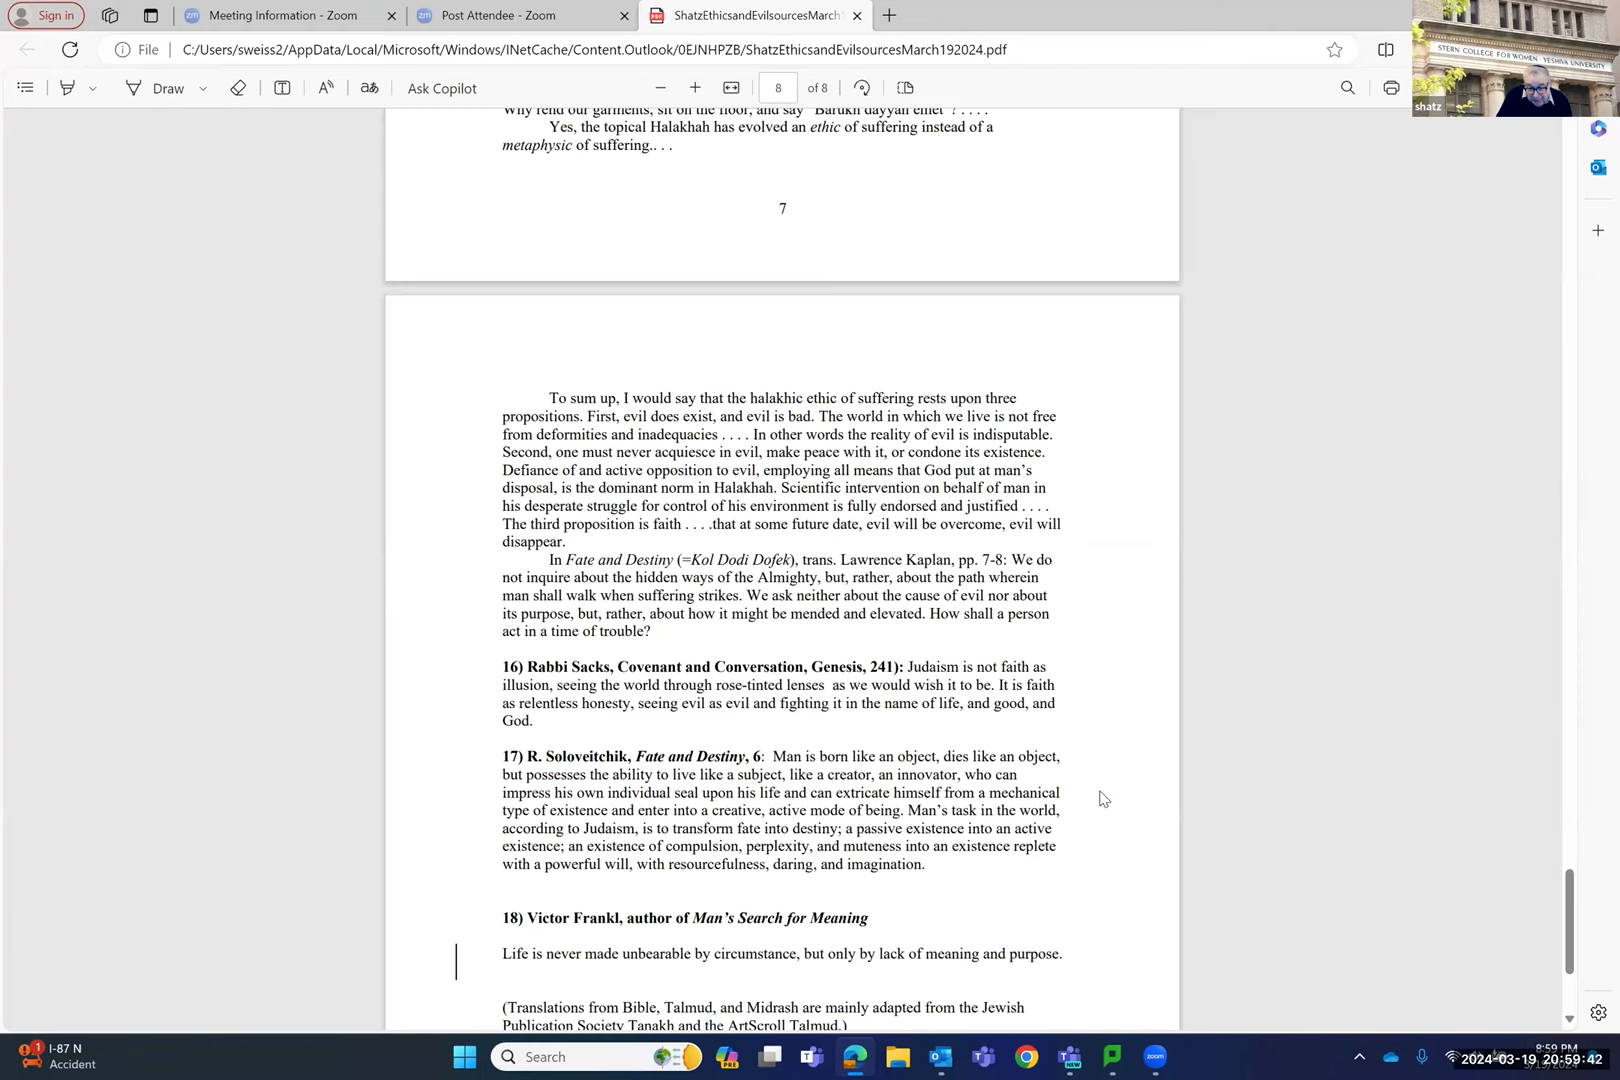 Sign in
Meeting Information - Zoom
Post Attendee - Zoom
ShatzEthicsandEvilsourcesMarch
File
C:/Users/sweiss2/AppData/Local/Microsoft/Windows/INetCache/Content.Outlook/0EJNHPZB/ShatzEthicsandEvilsourcesMarch192024.pdf
STERN COLLEGE FOR WOMEN · YESHIVA UNIVERSITY
shatz
Draw
Ask Copilot
8
of 8
Why rend our garments, sit on the floor, and say "Barukh dayyan emet"? . . . .
Yes, the topical Halakhah has evolved an ethic of suffering instead of a
metaphysic of suffering.. . .
7
To sum up, I would say that the halakhic ethic of suffering rests upon three
propositions. First, evil does exist, and evil is bad. The world in which we live is not free
from deformities and inadequacies . . . . In other words the reality of evil is indisputable.
Second, one must never acquiesce in evil, make peace with it, or condone its existence.
Defiance of and active opposition to evil, employing all means that God put at man's
disposal, is the dominant norm in Halakhah. Scientific intervention on behalf of man in
his desperate struggle for control of his environment is fully endorsed and justified . . . .
The third proposition is faith . . . .that at some future date, evil will be overcome, evil will
disappear.
In Fate and Destiny (=Kol Dodi Dofek), trans. Lawrence Kaplan, pp. 7-8: We do
not inquire about the hidden ways of the Almighty, but, rather, about the path wherein
man shall walk when suffering strikes. We ask neither about the cause of evil nor about
its purpose, but, rather, about how it might be mended and elevated. How shall a person
act in a time of trouble?
16) Rabbi Sacks, Covenant and Conversation, Genesis, 241): Judaism is not faith as
illusion, seeing the world through rose-tinted lenses as we would wish it to be. It is faith
as relentless honesty, seeing evil as evil and fighting it in the name of life, and good, and
God.
17) R. Soloveitchik, Fate and Destiny, 6: Man is born like an object, dies like an object,
but possesses the ability to live like a subject, like a creator, an innovator, who can
impress his own individual seal upon his life and can extricate himself from a mechanical
type of existence and enter into a creative, active mode of being. Man's task in the world,
according to Judaism, is to transform fate into destiny; a passive existence into an active
existence; an existence of compulsion, perplexity, and muteness into an existence replete
with a powerful will, with resourcefulness, daring, and imagination.
18) Victor Frankl, author of Man's Search for Meaning
Life is never made unbearable by circumstance, but only by lack of meaning and purpose.
(Translations from Bible, Talmud, and Midrash are mainly adapted from the Jewish
Publication Society Tanakh and the ArtScroll Talmud.)
1
I-87 N
Accident
Search
PRE
NEW
zoom
8:59 PM
2024-03-19 20:59:42